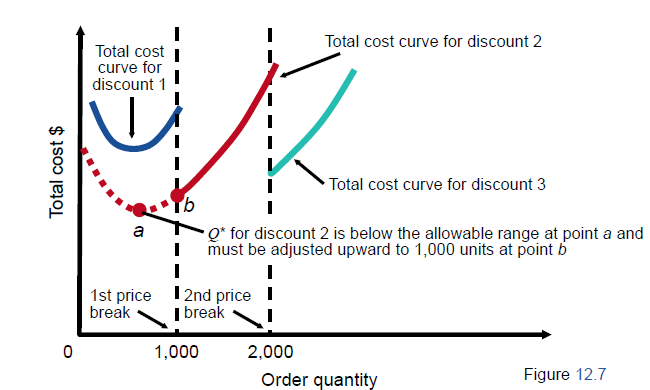 Total cost curve for discount 2
Total cost
curve for
discount 1
Total cost $
Total cost curve for discount 3
b
a
Q* for discount 2 is below the allowable range at point a and
must be adjusted upward to 1,000 units at point b
1st price
break
2nd price
break
0
1,000
2,000
Order quantity
Figure 12.7